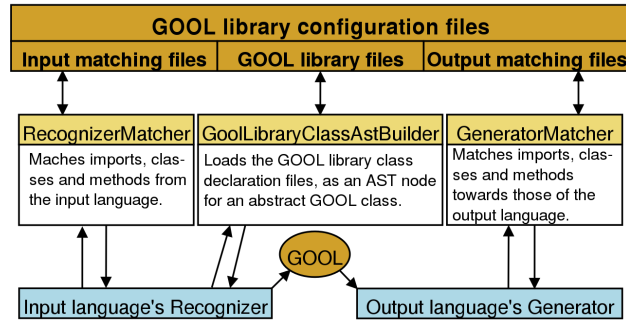 GOOL library configuration files
Input matching files
GOOL library files
Output matching files
RecognizerMatcher
Maches imports, clas-
ses and methods from
the input language.
GoolLibraryClassAstBuilder
Loads the GOOL library class
declaration files, as an AST node
for an abstract GOOL class.
GeneratorMatcher
Matches imports, clas-
ses and methods
towards those of the
output language.
GOOL
Input language's Recognizer
Output language's Generator